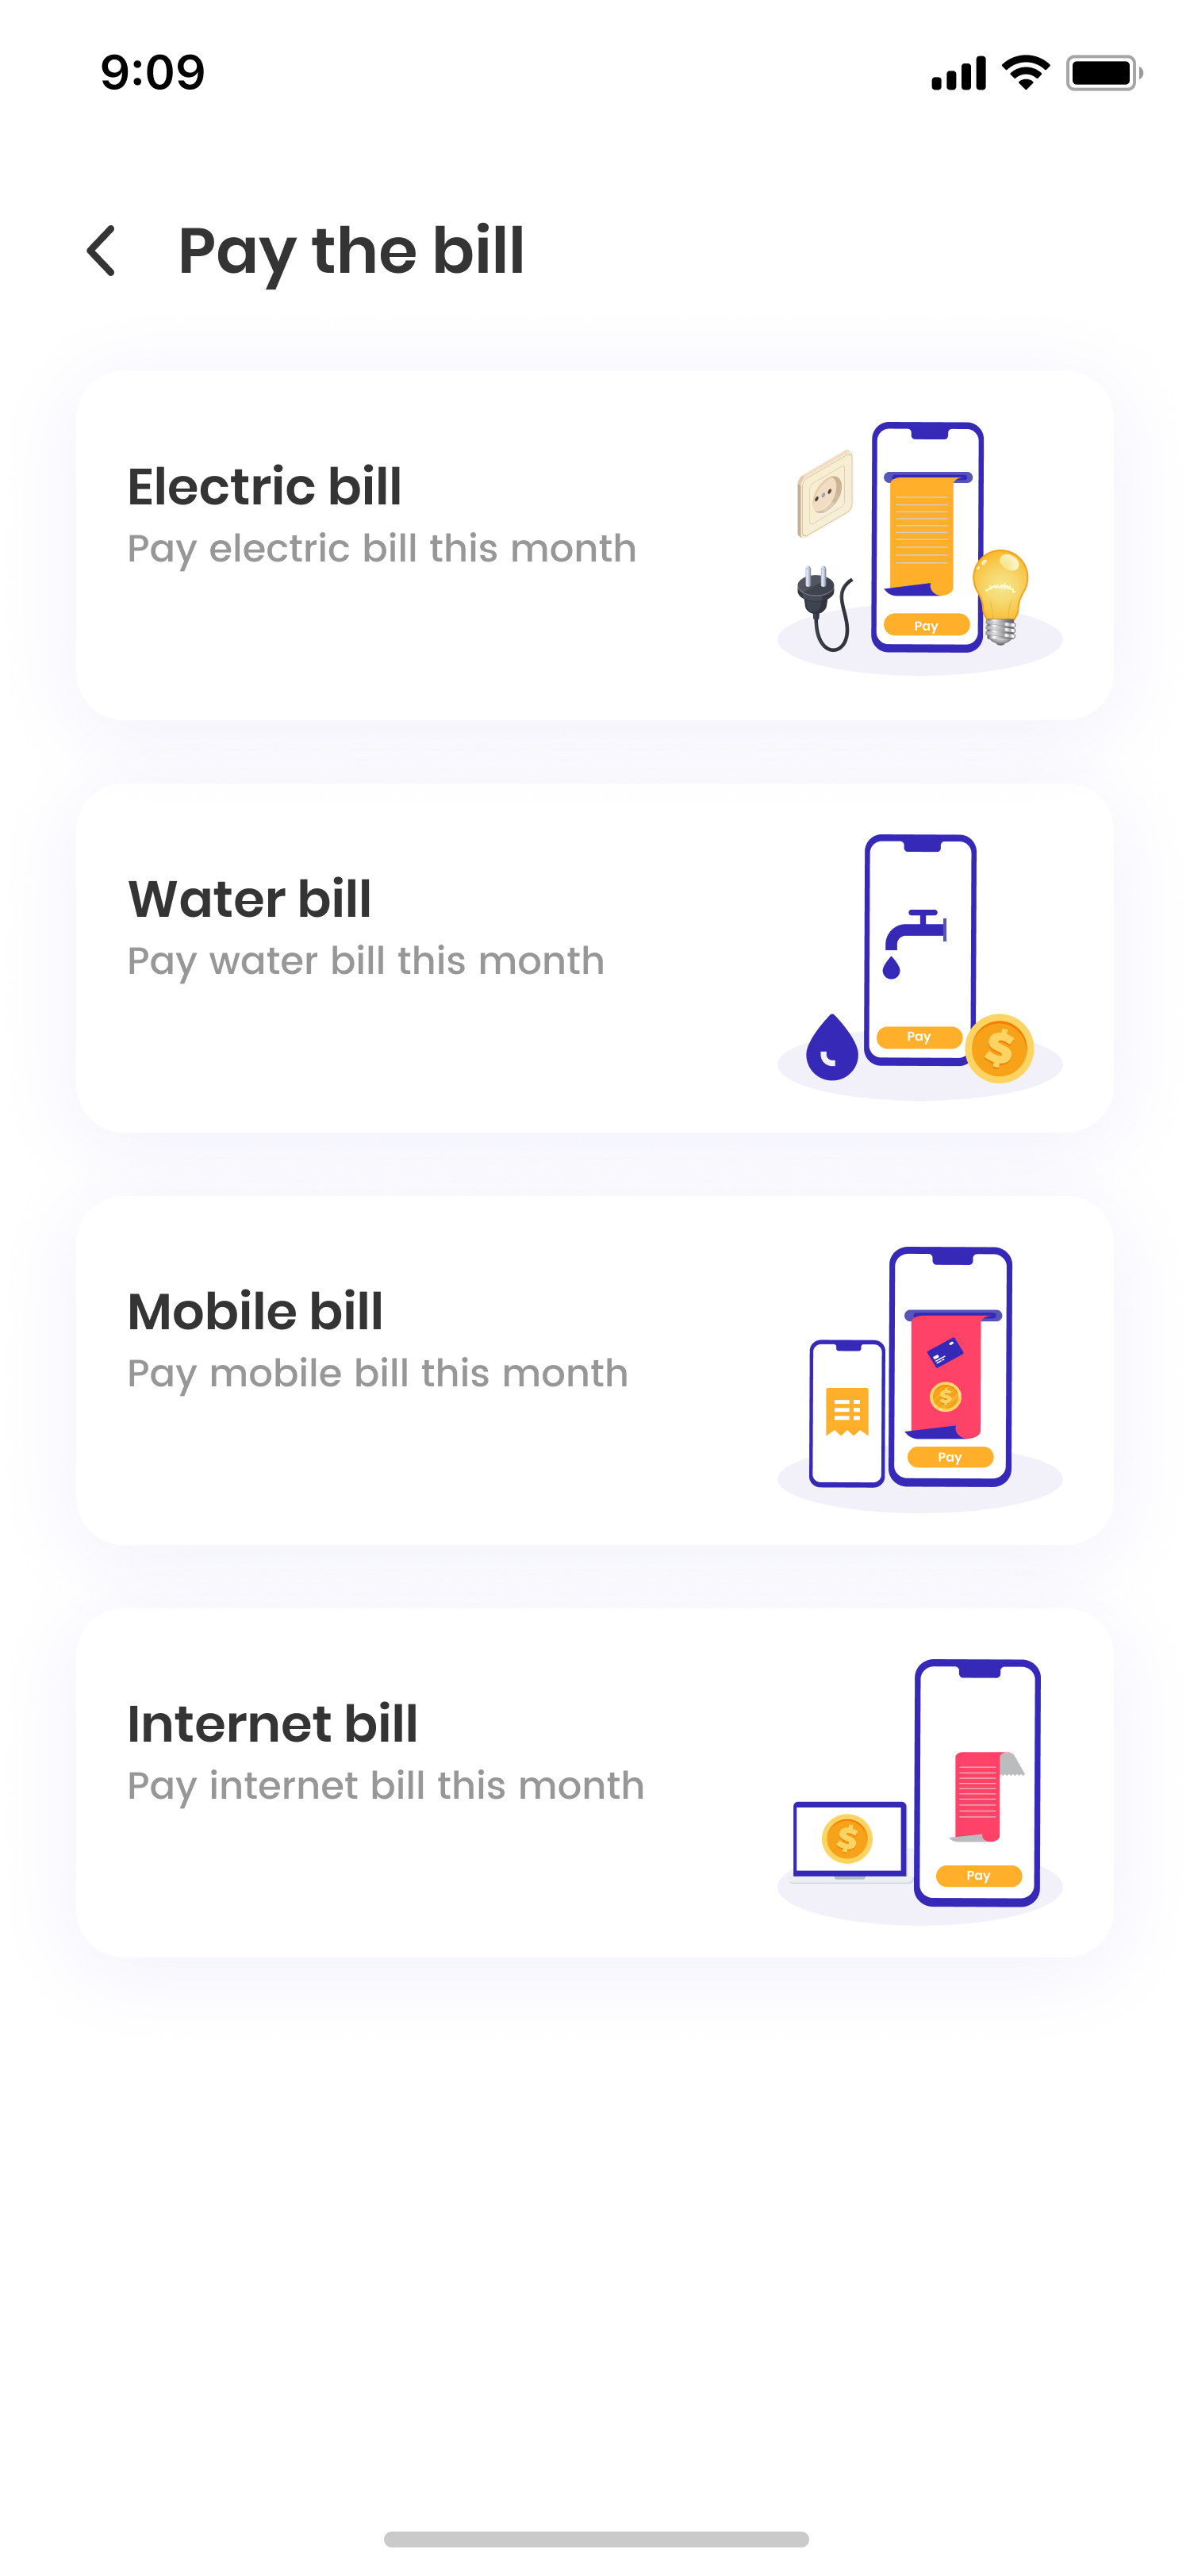 9:09
Pay the bill
Electric bill
Pay electric bill this month
Pay
Water bill
Pay water bill this month
Pay
$
Mobile bill
Pay mobile bill this month
$
Pay
Internet bill
Pay internet bill this month
$
Pay